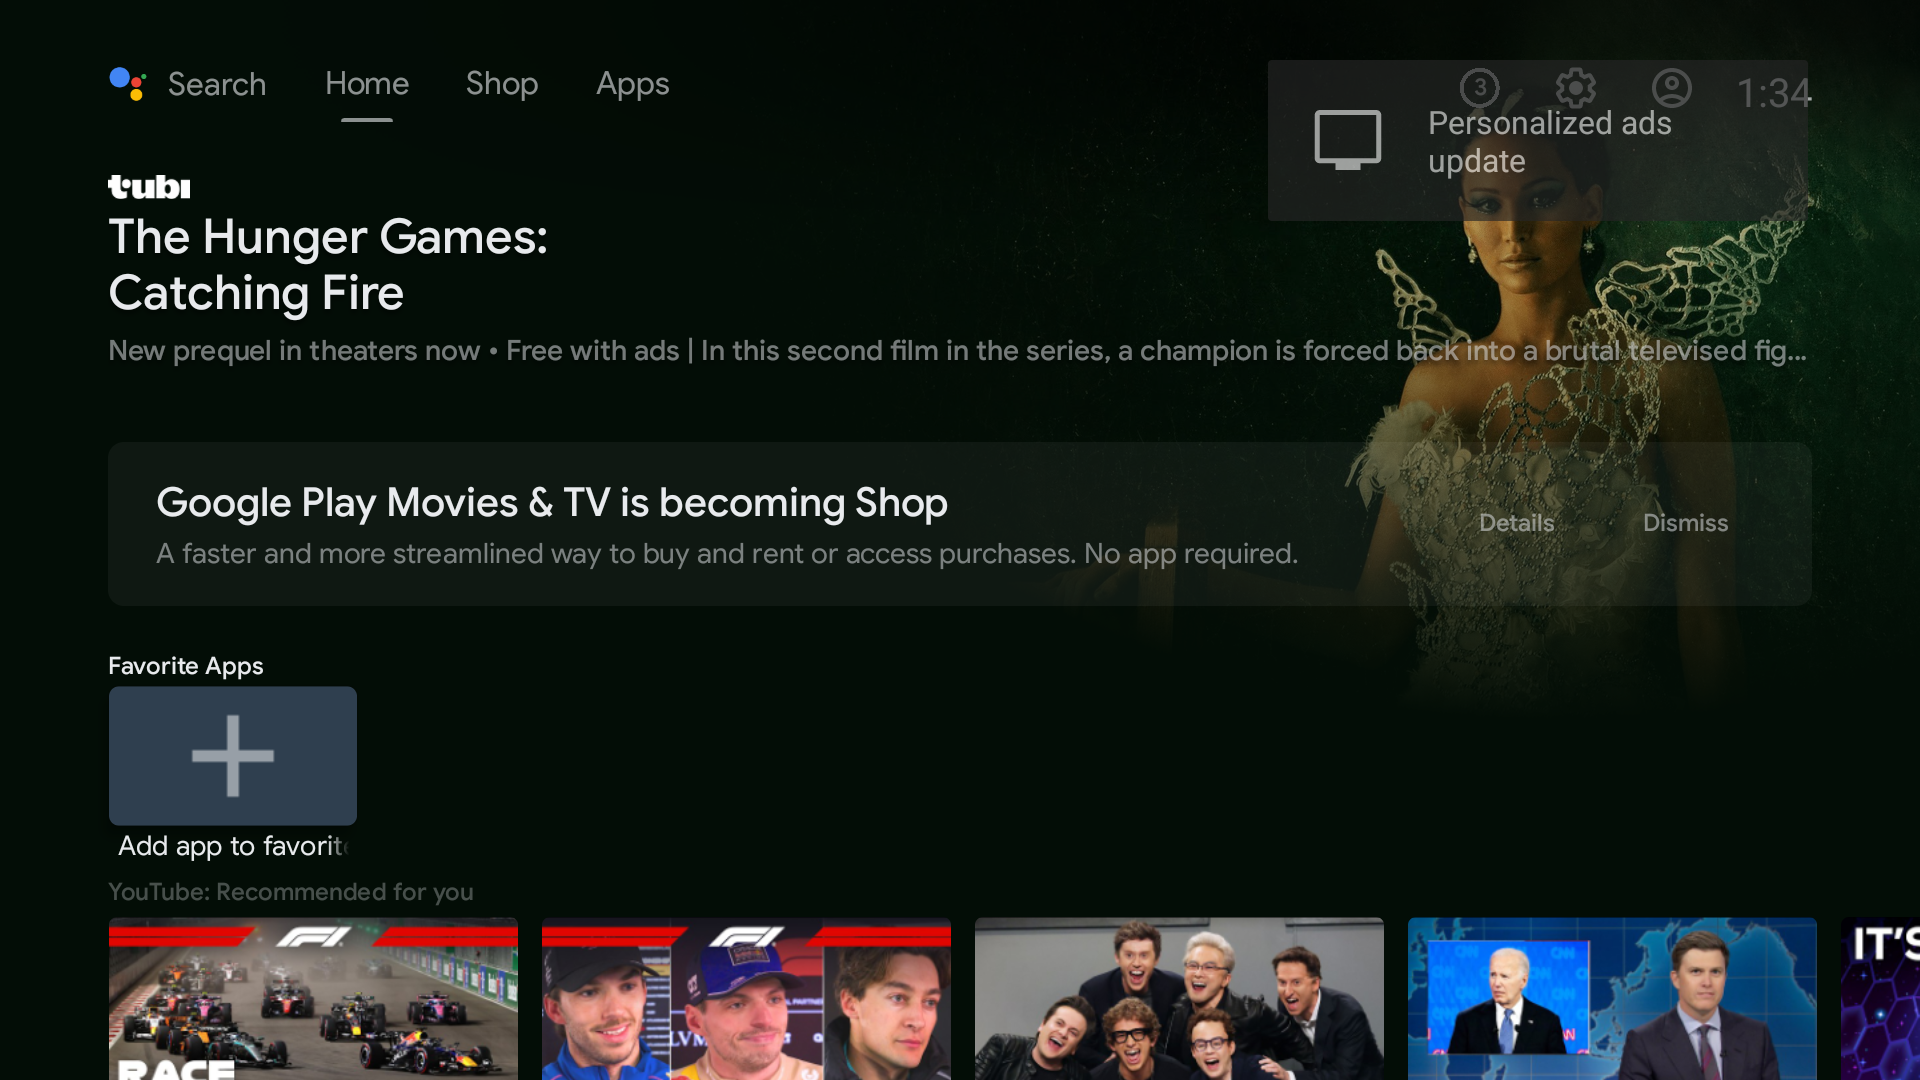 Search
Home
Shop
Apps
3
1:34
Personalized ads
update
tubi
The Hunger Games:
Catching Fire
New prequel in theaters now • Free with ads | In this second film in the series, a champion is forced back into a brutal televised fig...
Google Play Movies & TV is becoming Shop
A faster and more streamlined way to buy and rent or access purchases. No app required.
Details
Dismiss
Favorite Apps
Add app to favorite
YouTube: Recommended for you
F1
F1
IT'S
RACE